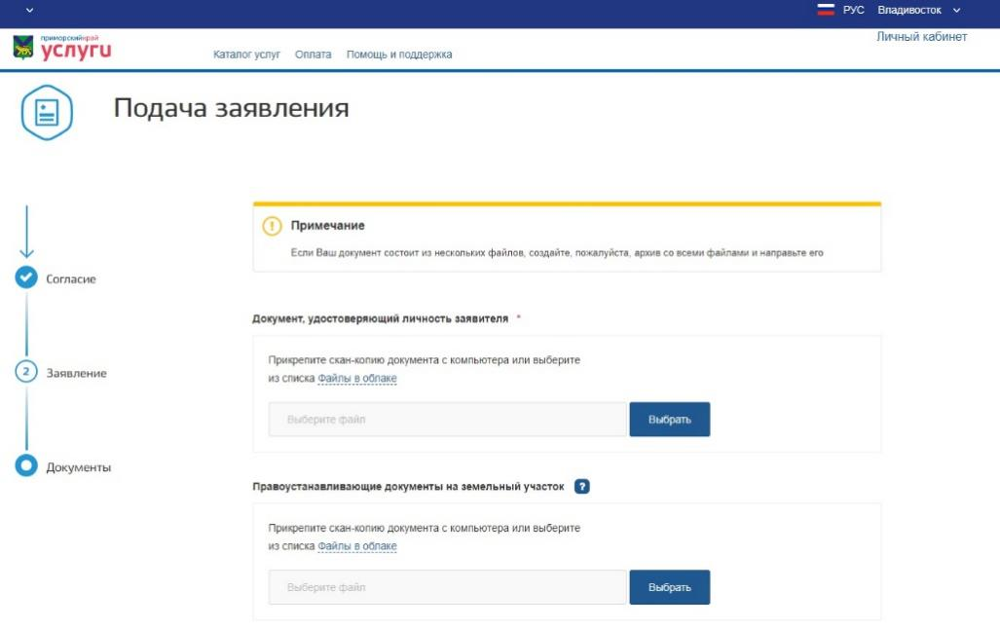 РУС Владивосток
приморскийкрай
услуги
Каталог услуг Оплата Помощь и поддержка
Личный кабинет
Подача заявления
Примечание
Если Ваш документ состоит из нескольких файлов, создайте, пожалуйста, архив со всеми файлами и направьте его
Согласие
2 Заявление
Документы
Документ, удостоверяющий личность заявителя *
Прикрепите скан-копию документа с компьютера или выберите
из списка Файлы в облаке
Выберите файл Выбрать
Правоустанавливающие документы на земельный участок ?
Прикрепите скан-копию документа с компьютера или выберите
из списка Файлы в облаке
Выберите файл Выбрать